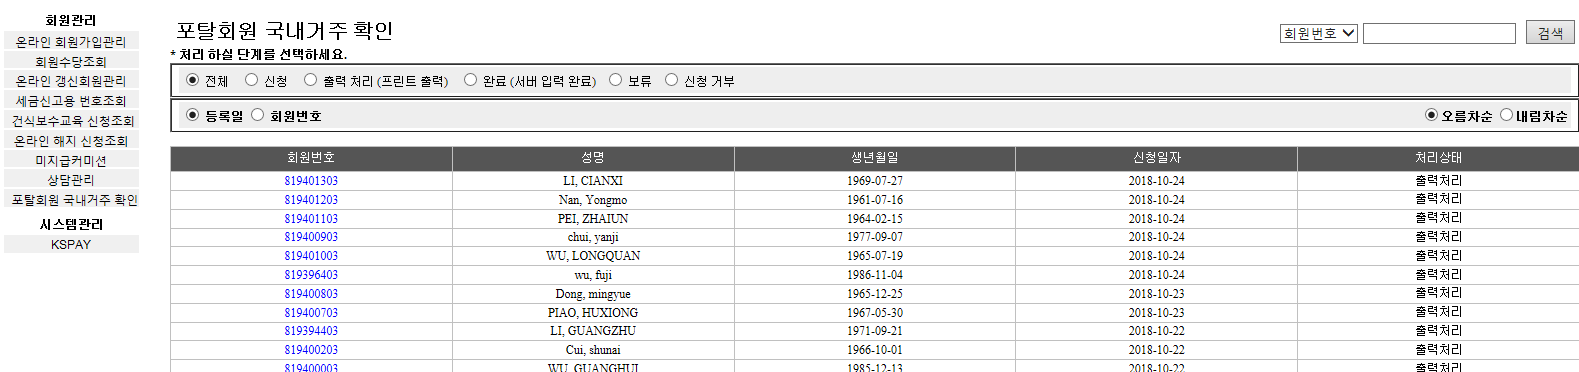 회원관리
온라인 회원가입관리
회원수당조회
온라인 갱신회원관리
세금신고용 번호조회
건식보수교육 신청조회
온라인 해지 신청조회
미지급커미션
상담관리
포탈회원 국내거주 확인
시스템관리
KSPAY
포탈회원 국내거주 확인
회원번호 검색
* 처리 하실 단계를 선택하세요.
전체 신청 출력 처리 (프린트 출력) 완료 (서버 입력 완료) 보류 신청 거부
등록일 회원번호 오름차순 내림차순
회원번호 성명 생년월일 신청일자 처리상태
819401303 LI, CIANXI 1969-07-27 2018-10-24 출력처리
819401203 Nan, Yongmo 1961-07-16 2018-10-24 출력처리
819401103 PEI, ZHAIUN 1964-02-15 2018-10-24 출력처리
819400903 chui, yanji 1977-09-07 2018-10-24 출력처리
819401003 WU, LONGQUAN 1965-07-19 2018-10-24 출력처리
819396403 wu, fuji 1986-11-04 2018-10-24 출력처리
819400803 Dong, mingyue 1965-12-25 2018-10-23 출력처리
819400703 PIAO, HUXIONG 1967-05-30 2018-10-23 출력처리
819394403 LI, GUANGZHU 1971-09-21 2018-10-22 출력처리
819400203 Cui, shunai 1966-10-01 2018-10-22 출력처리
819400003 WU, GUANGHUI 1985-12-13 2018-10-22 출력처리